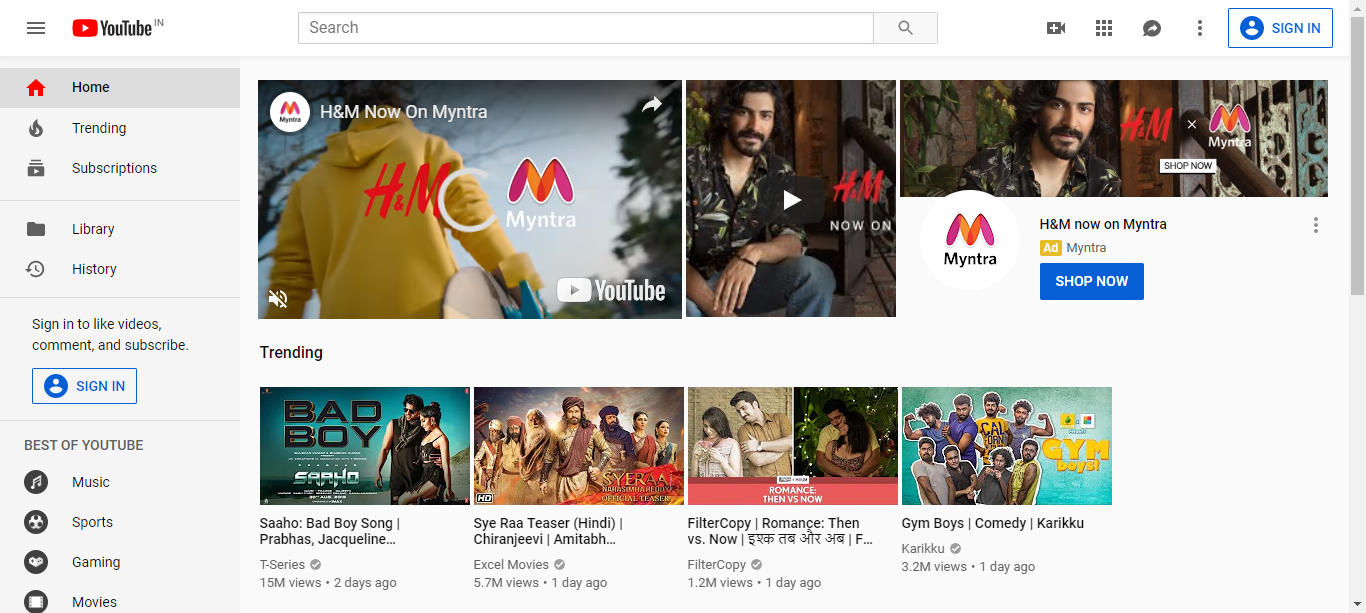 YouTube IN
Search
SIGN IN
Home
Trending
Subscriptions
Library
History
Sign in to like videos,
comment, and subscribe.
SIGN IN
BEST OF YOUTUBE
Music
Sports
Gaming
Movies
Myntra
H&M Now On Myntra
H&M
Myntra
YouTube
H&M
NOW ON
H&M × Myntra
SHOP NOW
Myntra
H&M now on Myntra
Ad Myntra
SHOP NOW
Trending
BAD
BOY
PRABHAS
SAAHO
SYERAA
NARASIMHA REDDY
OFFICIAL TEASER
HD
ROMANCE:
THEN VS NOW
GYM
boys!
Saaho: Bad Boy Song |
Prabhas, Jacqueline…
T-Series
15M views • 2 days ago
Sye Raa Teaser (Hindi) |
Chiranjeevi | Amitabh…
Excel Movies
5.7M views • 1 day ago
FilterCopy | Romance: Then
vs. Now | इश्क तब और अब | F…
FilterCopy
1.2M views • 1 day ago
Gym Boys | Comedy | Karikku
Karikku
3.2M views • 1 day ago